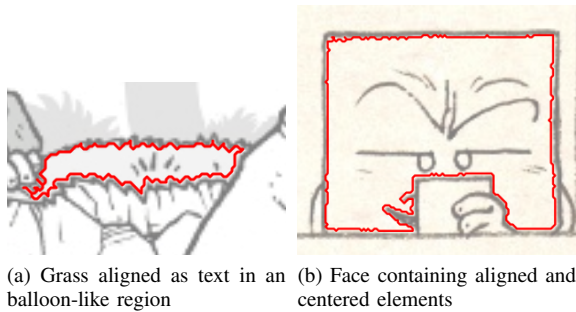 (a) Grass aligned as text in an
balloon-like region
(b) Face containing aligned and
centered elements